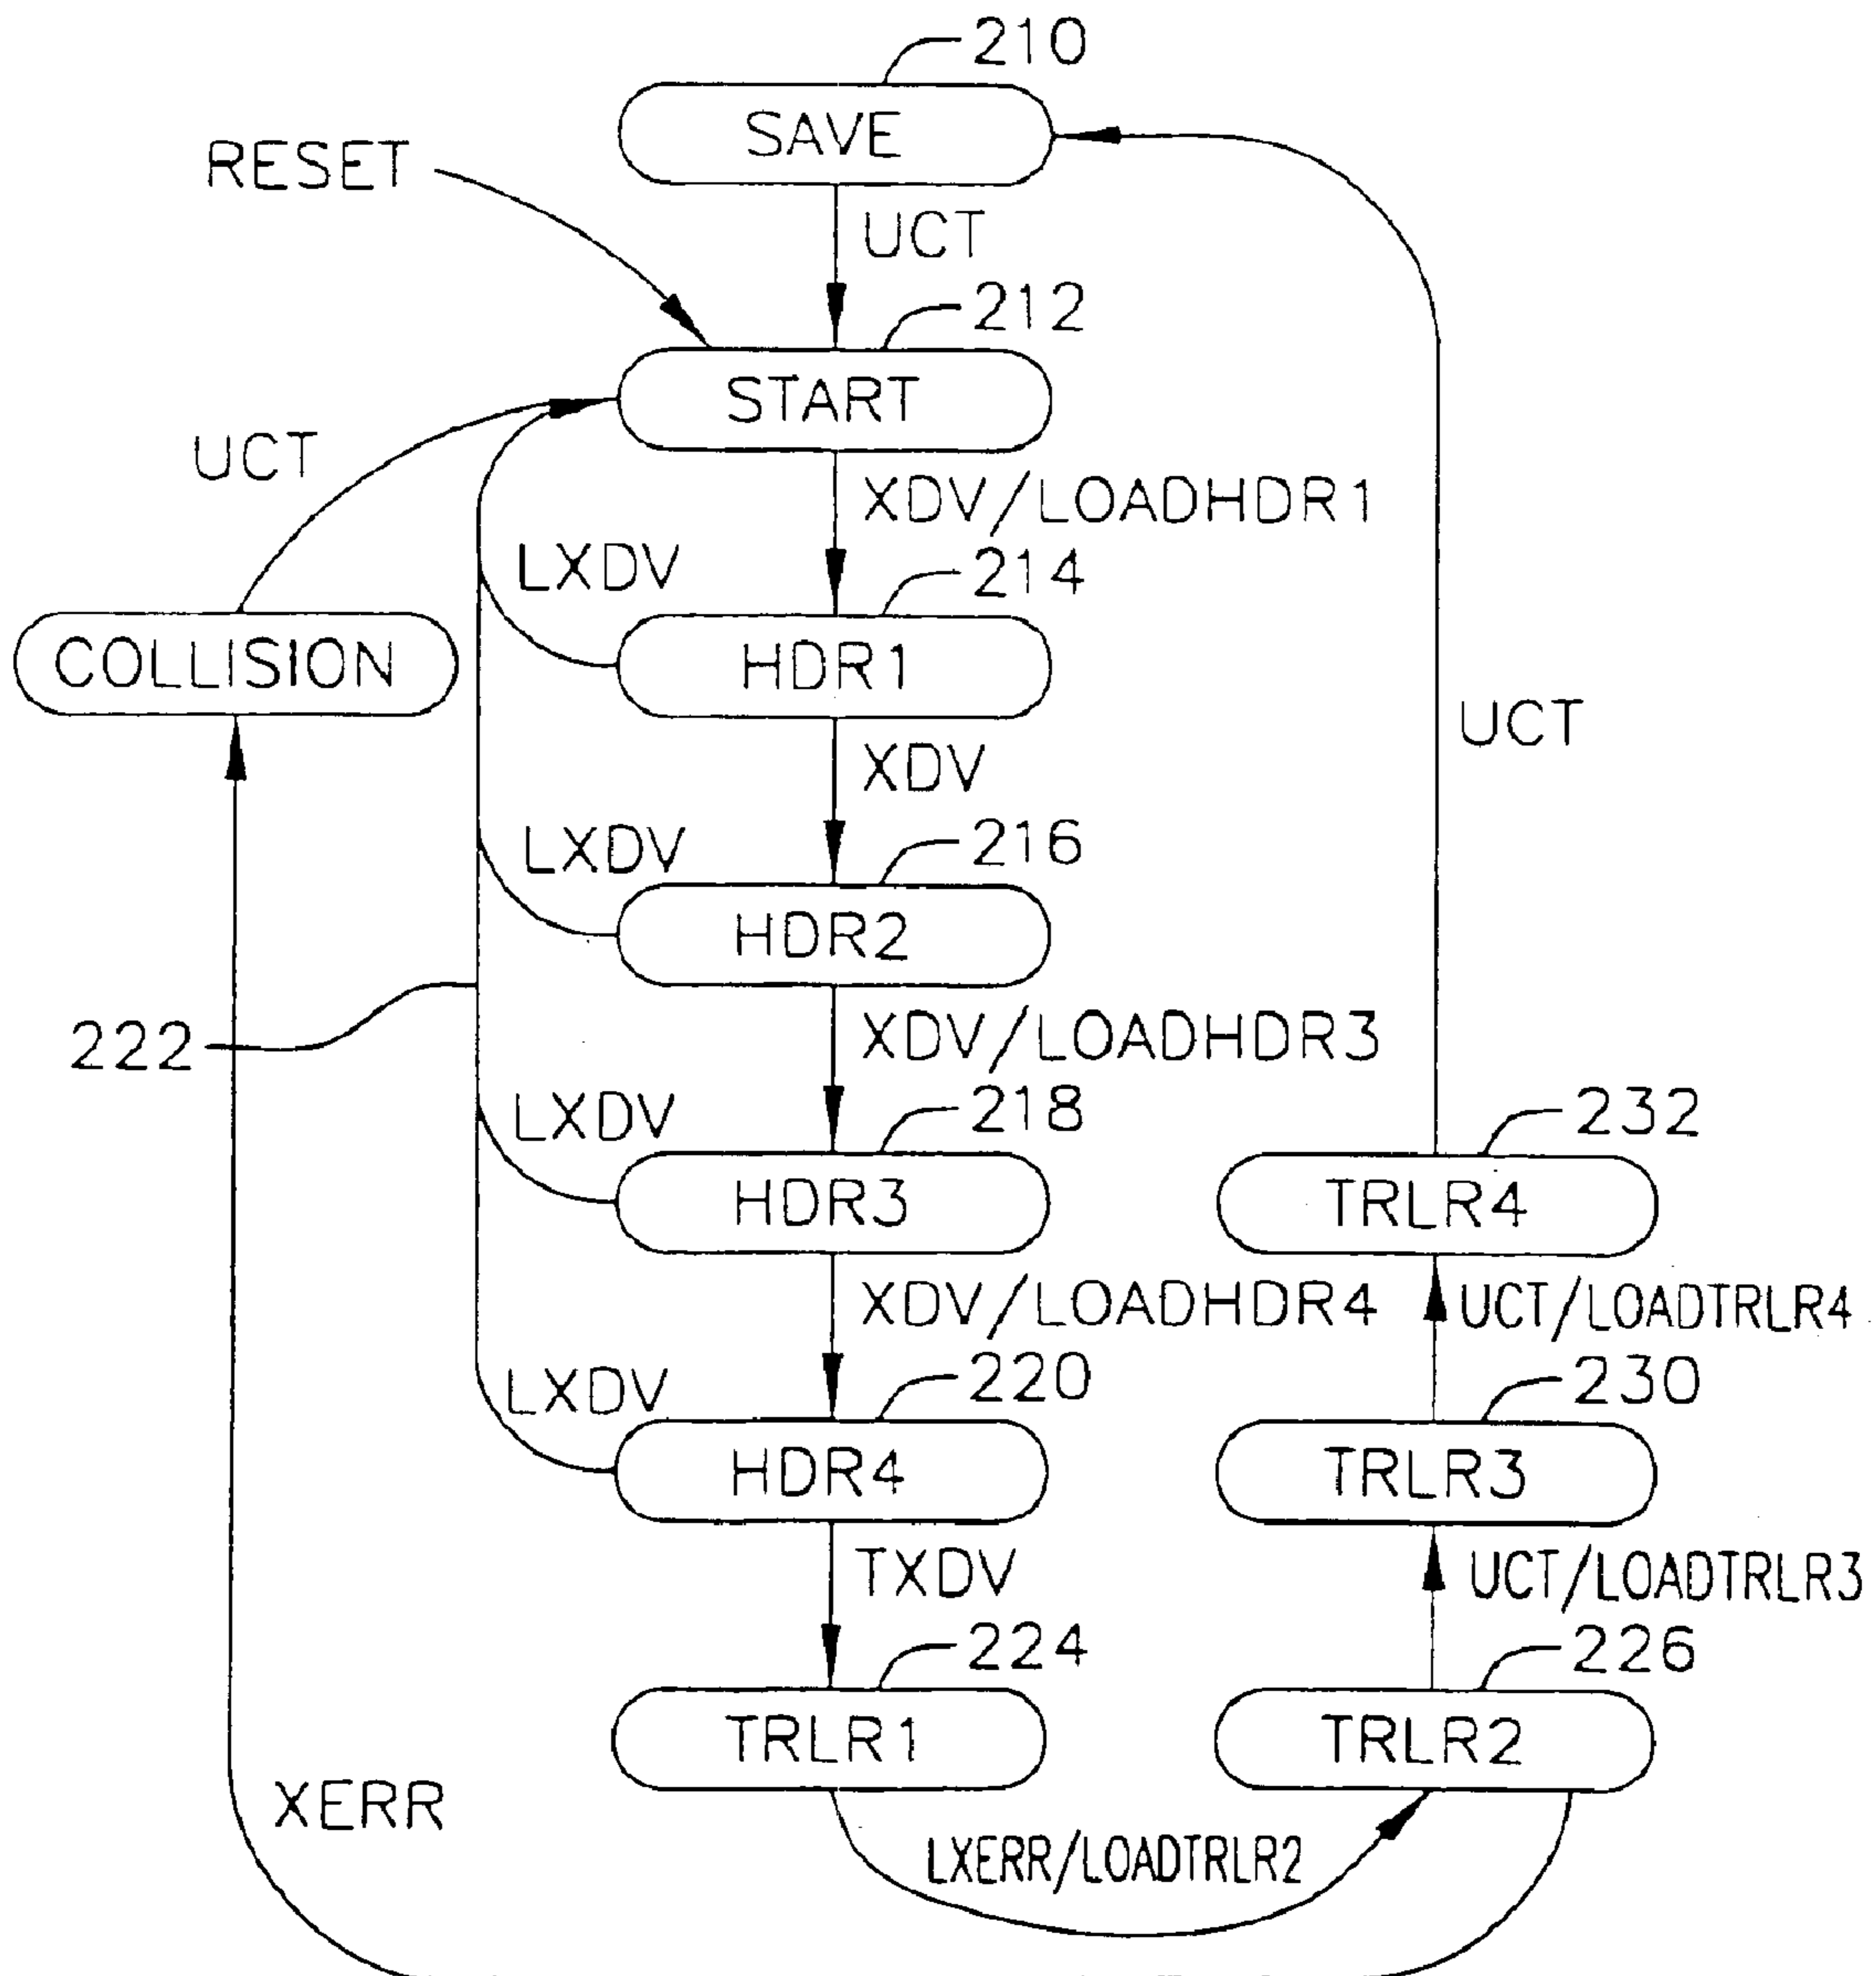 210
SAVE
RESET
UCT
212
START
UCT
XDV/LOADHDR1
LXDV
214
COLLISION
HDR1
UCT
XDV
LXDV
216
HDR2
222
XDV/LOADHDR3
LXDV
218
232
HDR3
TRLR4
XDV/LOADHDR4
UCT/LOADTRLR4
LXDV
220
230
HDR4
TRLR3
TXDV
UCT/LOADTRLR3
224
226
TRLR1
TRLR2
XERR
LXERR/LOADTRLR2